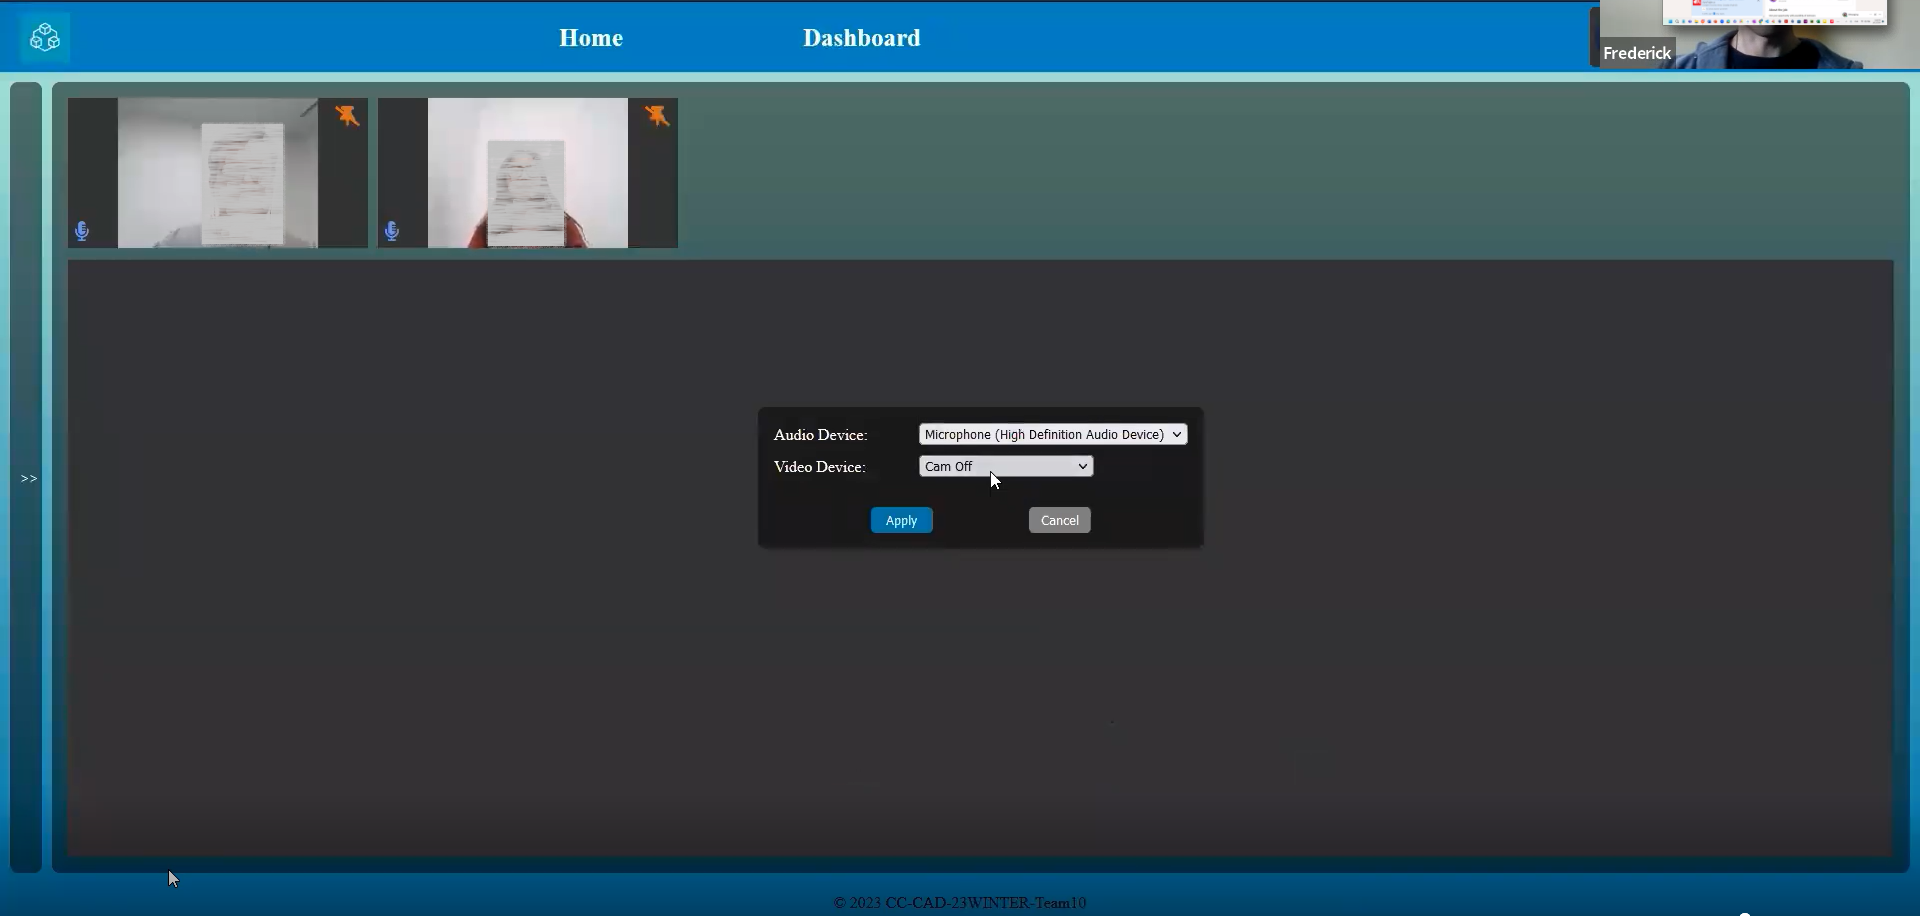 Home
Dashboard
Frederick
>>
Audio Device:
Microphone (High Definition Audio Device)
Video Device:
Cam Off
Apply
Cancel
© 2023 CC-CAD-23WINTER-Team10